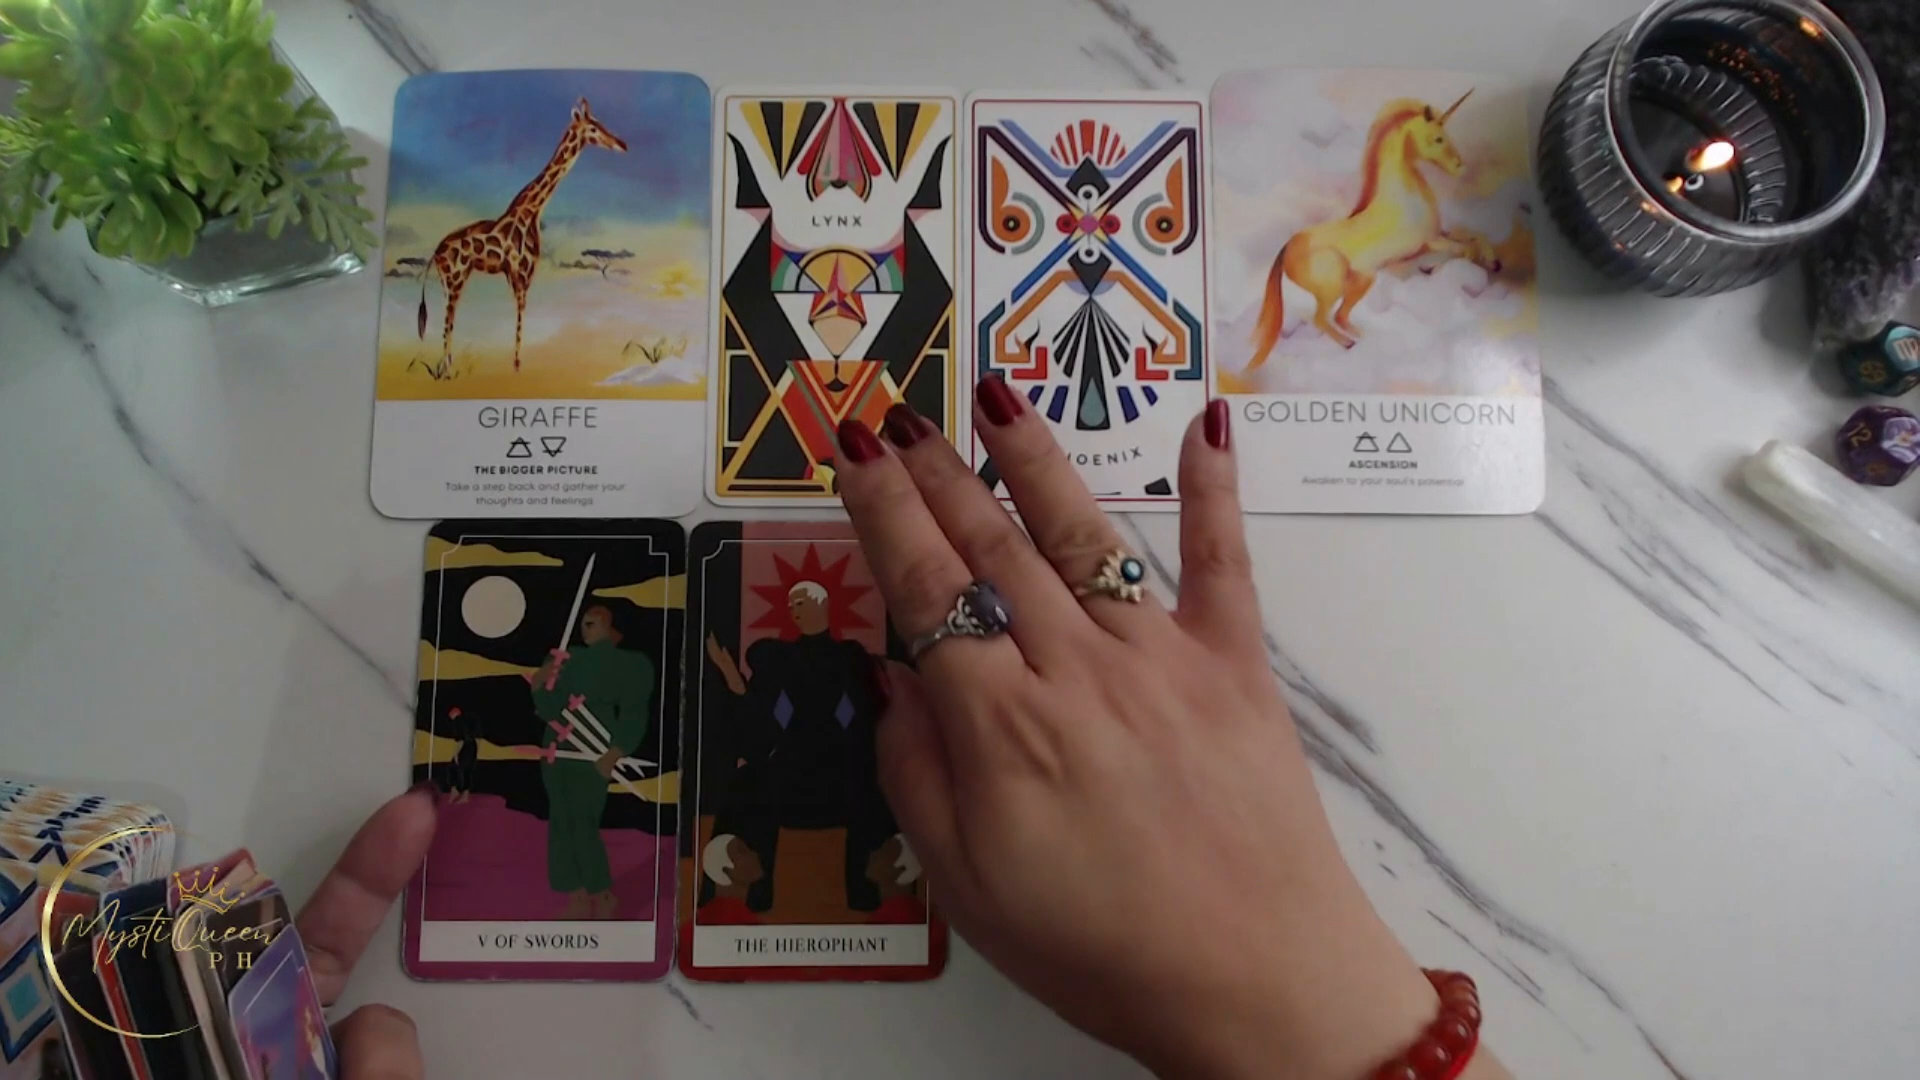 GIRAFFE
THE BIGGER PICTURE
Take a step back and gather your
thoughts and feelings
LYNX
GOLDEN UNICORN
ASCENSION
Awaken to your soul's potential
V OF SWORDS
THE HIEROPHANT
MystiQueen
PH
12